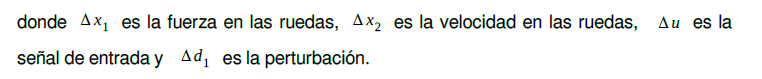 donde Δx₁ es la fuerza en las ruedas, Δx₂ es la velocidad en las ruedas, Δu es la
señal de entrada y Δd₁ es la perturbación.